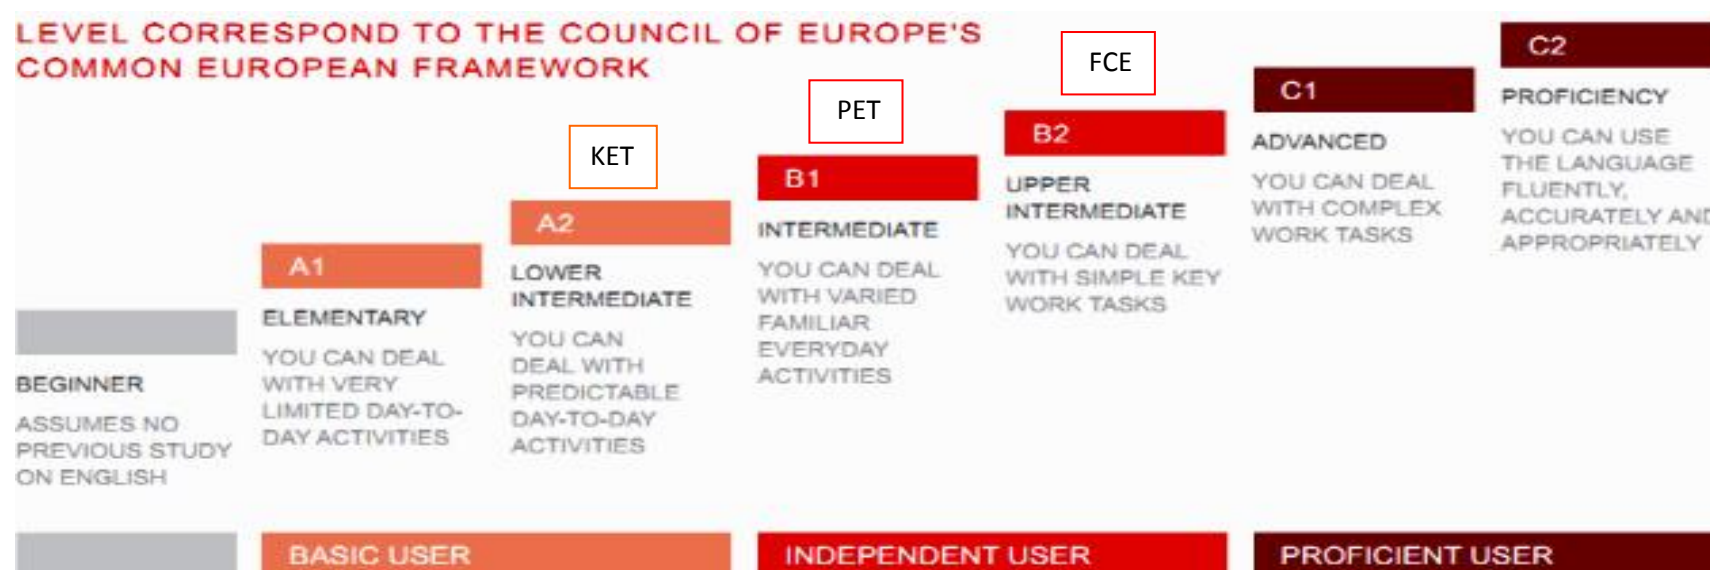 LEVEL CORRESPOND TO THE COUNCIL OF EUROPE'S
COMMON EUROPEAN FRAMEWORK
BEGINNER
ASSUMES NO
PREVIOUS STUDY
ON ENGLISH
A1
ELEMENTARY
YOU CAN DEAL
WITH VERY
LIMITED DAY-TO-
DAY ACTIVITIES
KET
A2
LOWER
INTERMEDIATE
YOU CAN
DEAL WITH
PREDICTABLE
DAY-TO-DAY
ACTIVITIES
PET
B1
INTERMEDIATE
YOU CAN DEAL
WITH VARIED
FAMILIAR
EVERYDAY
ACTIVITIES
FCE
B2
UPPER
INTERMEDIATE
YOU CAN DEAL
WITH SIMPLE KEY
WORK TASKS
C1
ADVANCED
YOU CAN DEAL
WITH COMPLEX
WORK TASKS
C2
PROFICIENCY
YOU CAN USE
THE LANGUAGE
FLUENTLY,
ACCURATELY AND
APPROPRIATELY
BASIC USER
INDEPENDENT USER
PROFICIENT USER